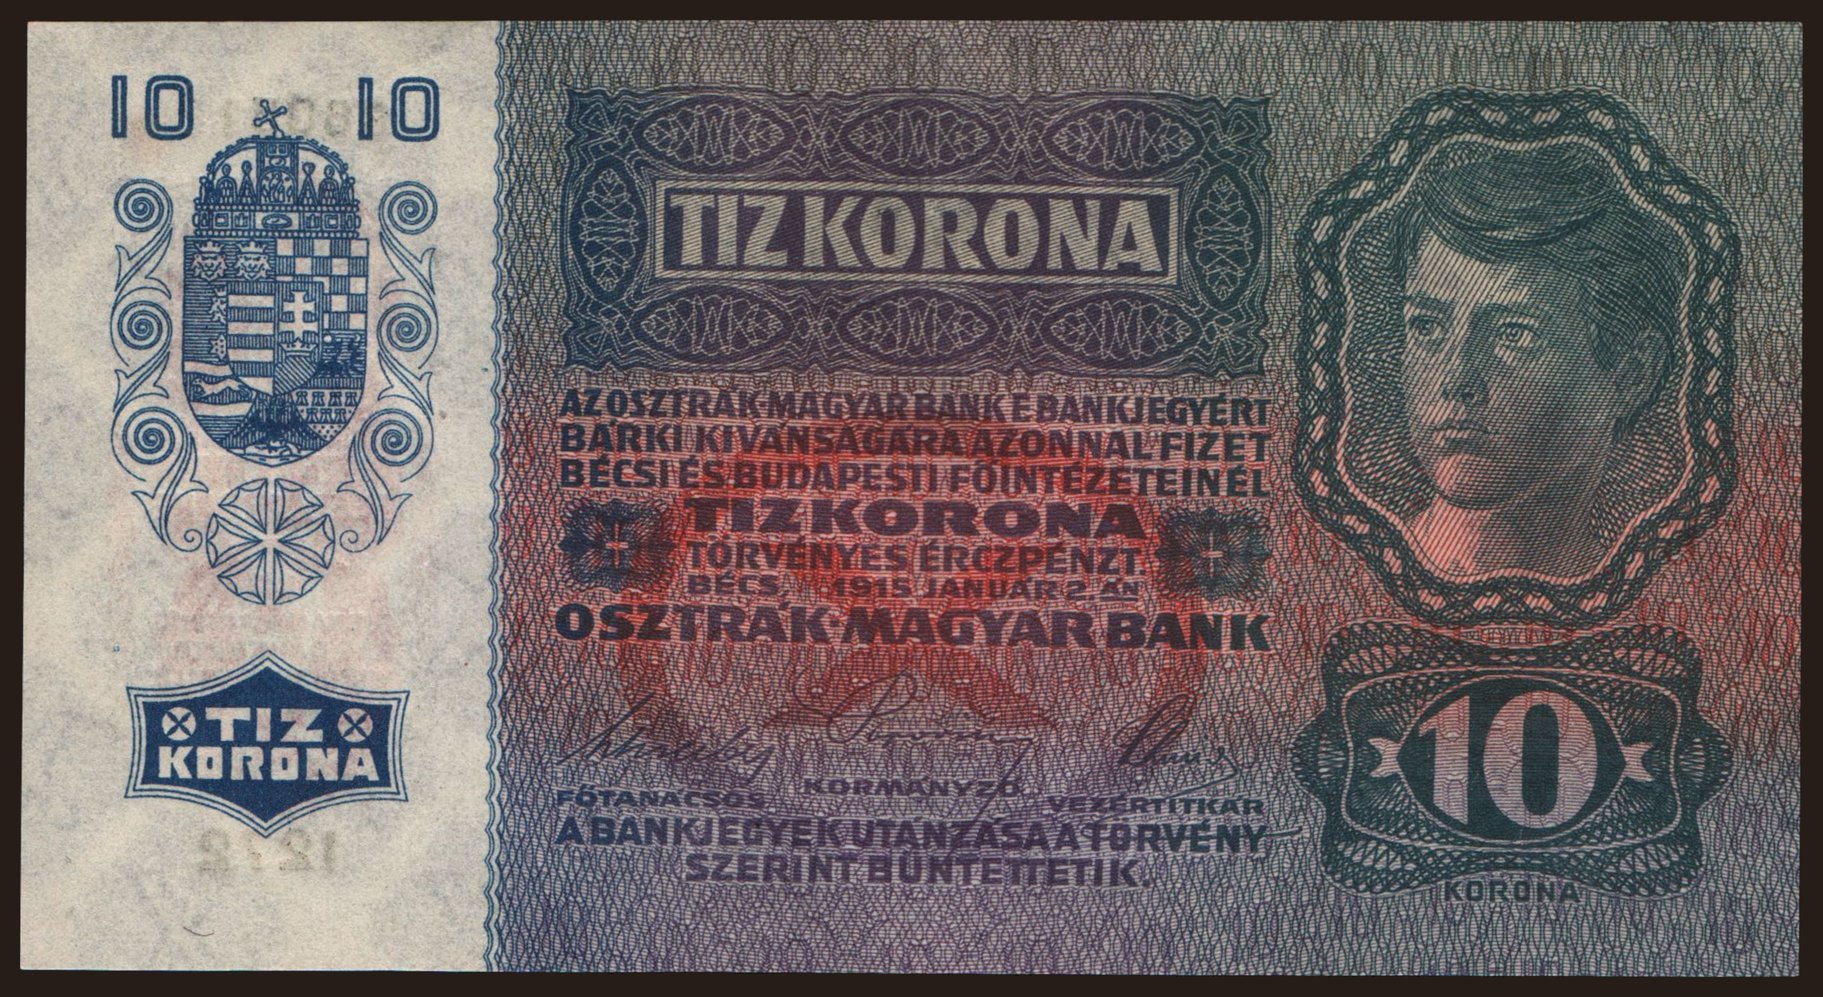 10 10
TIZ
KORONA
TIZ KORONA
AZ OSZTRÁK-MAGYAR BANK E BANKJEGYÉRT
BÁRKI KIVÁNSÁGÁRA AZONNAL FIZET
BÉCSI ÉS BUDAPESTI FŐINTÉZETEINÉL
TIZ KORONA
TÖRVÉNYES ÉRCZPÉNZT.
BÉCS, 1915 JANUÁR 2. ÁN
OSZTRÁK-MAGYAR BANK
FŐTANÁCSOS KORMÁNYZÓ VEZÉRTITKÁR
A BANKJEGYEK UTÁNZÁSA A TÖRVÉNY
SZERINT BÜNTETTETIK.
10
KORONA